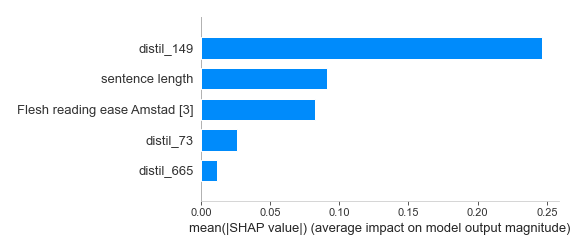 distil_149
sentence length
Flesh reading ease Amstad [3]
distil_73
distil_665
0.00 0.05 0.10 0.15 0.20 0.25
mean(|SHAP value|) (average impact on model output magnitude)